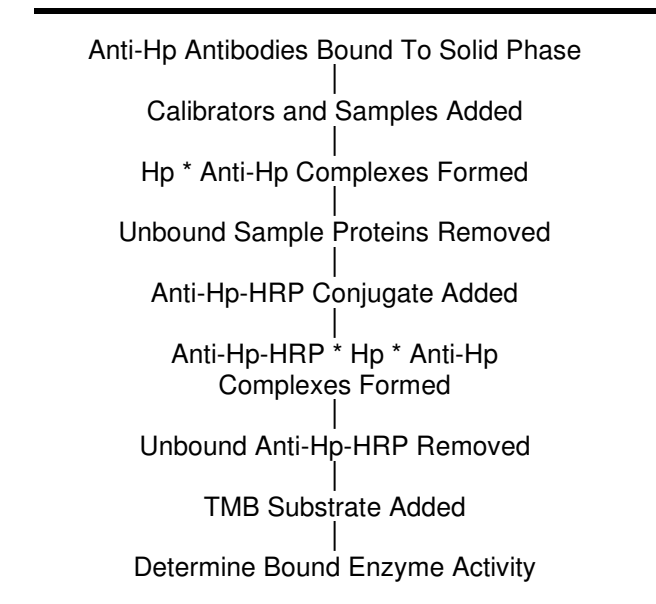 Anti-Hp Antibodies Bound To Solid Phase
Calibrators and Samples Added
Hp * Anti-Hp Complexes Formed
Unbound Sample Proteins Removed
Anti-Hp-HRP Conjugate Added
Anti-Hp-HRP * Hp * Anti-Hp
Complexes Formed
Unbound Anti-Hp-HRP Removed
TMB Substrate Added
Determine Bound Enzyme Activity